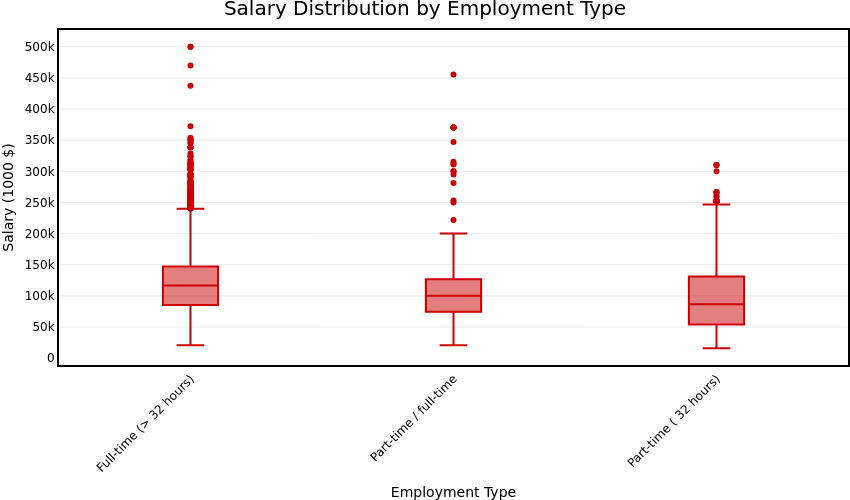 Salary Distribution by Employment Type
500k
450k
400k
350k
300k
250k
200k
150k
100k
50k
0
Salary (1000 $)
Full-time (> 32 hours)
Part-time / full-time
Part-time ( 32 hours)
Employment Type